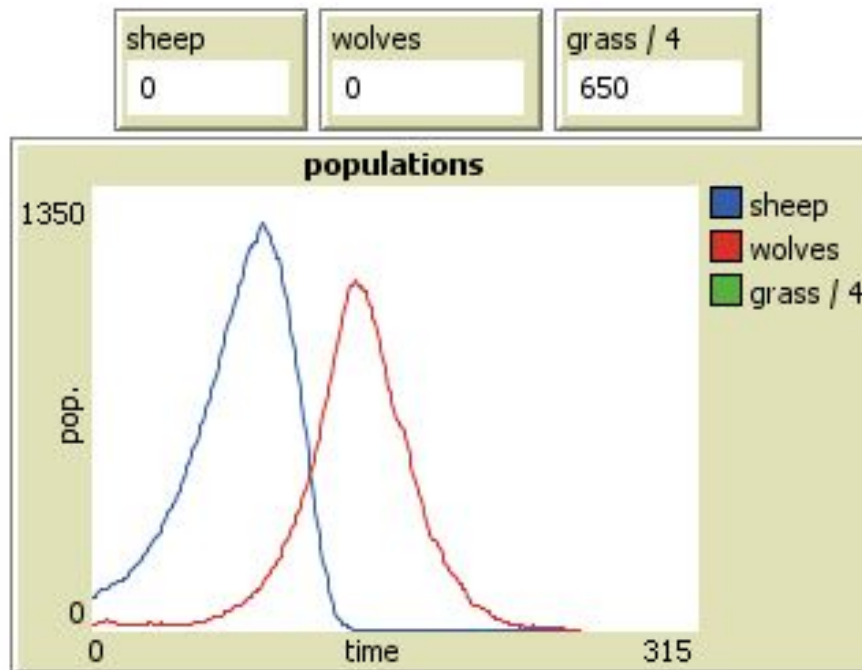 sheep
0
wolves
0
grass / 4
650
populations
1350
pop.
0
0
time
315
sheep
wolves
grass / 4